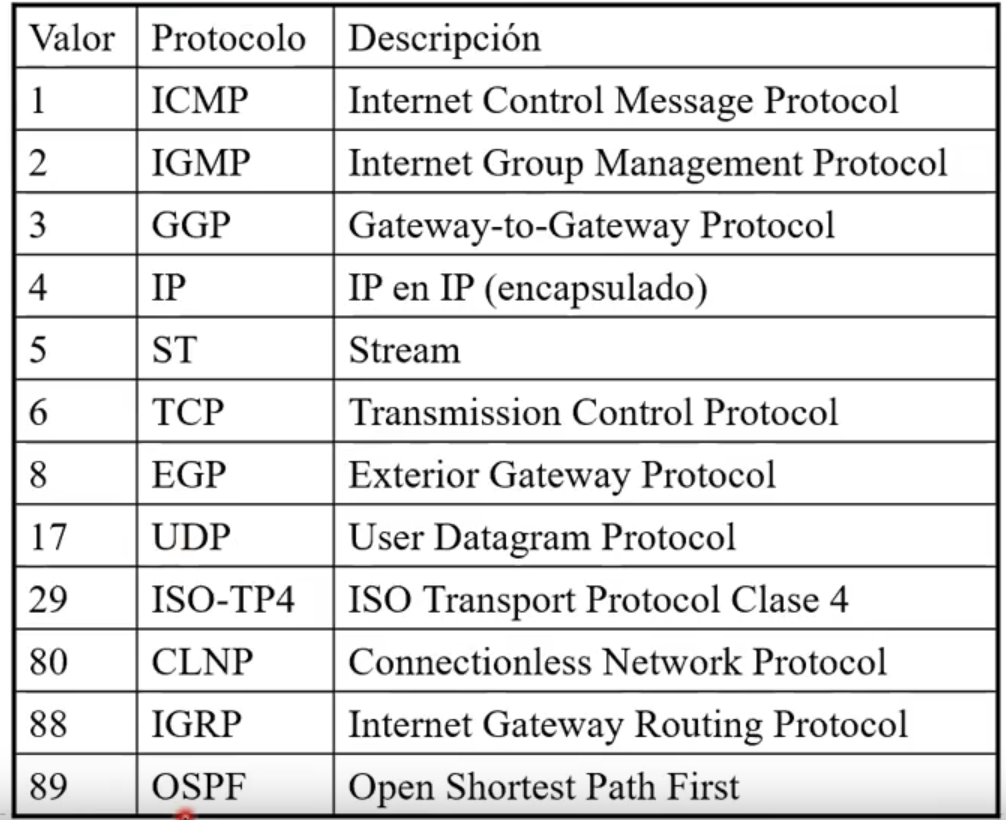 Valor Protocolo Descripción
1 ICMP Internet Control Message Protocol
2 IGMP Internet Group Management Protocol
3 GGP Gateway-to-Gateway Protocol
4 IP IP en IP (encapsulado)
5 ST Stream
6 TCP Transmission Control Protocol
8 EGP Exterior Gateway Protocol
17 UDP User Datagram Protocol
29 ISO-TP4 ISO Transport Protocol Clase 4
80 CLNP Connectionless Network Protocol
88 IGRP Internet Gateway Routing Protocol
89 OSPF Open Shortest Path First